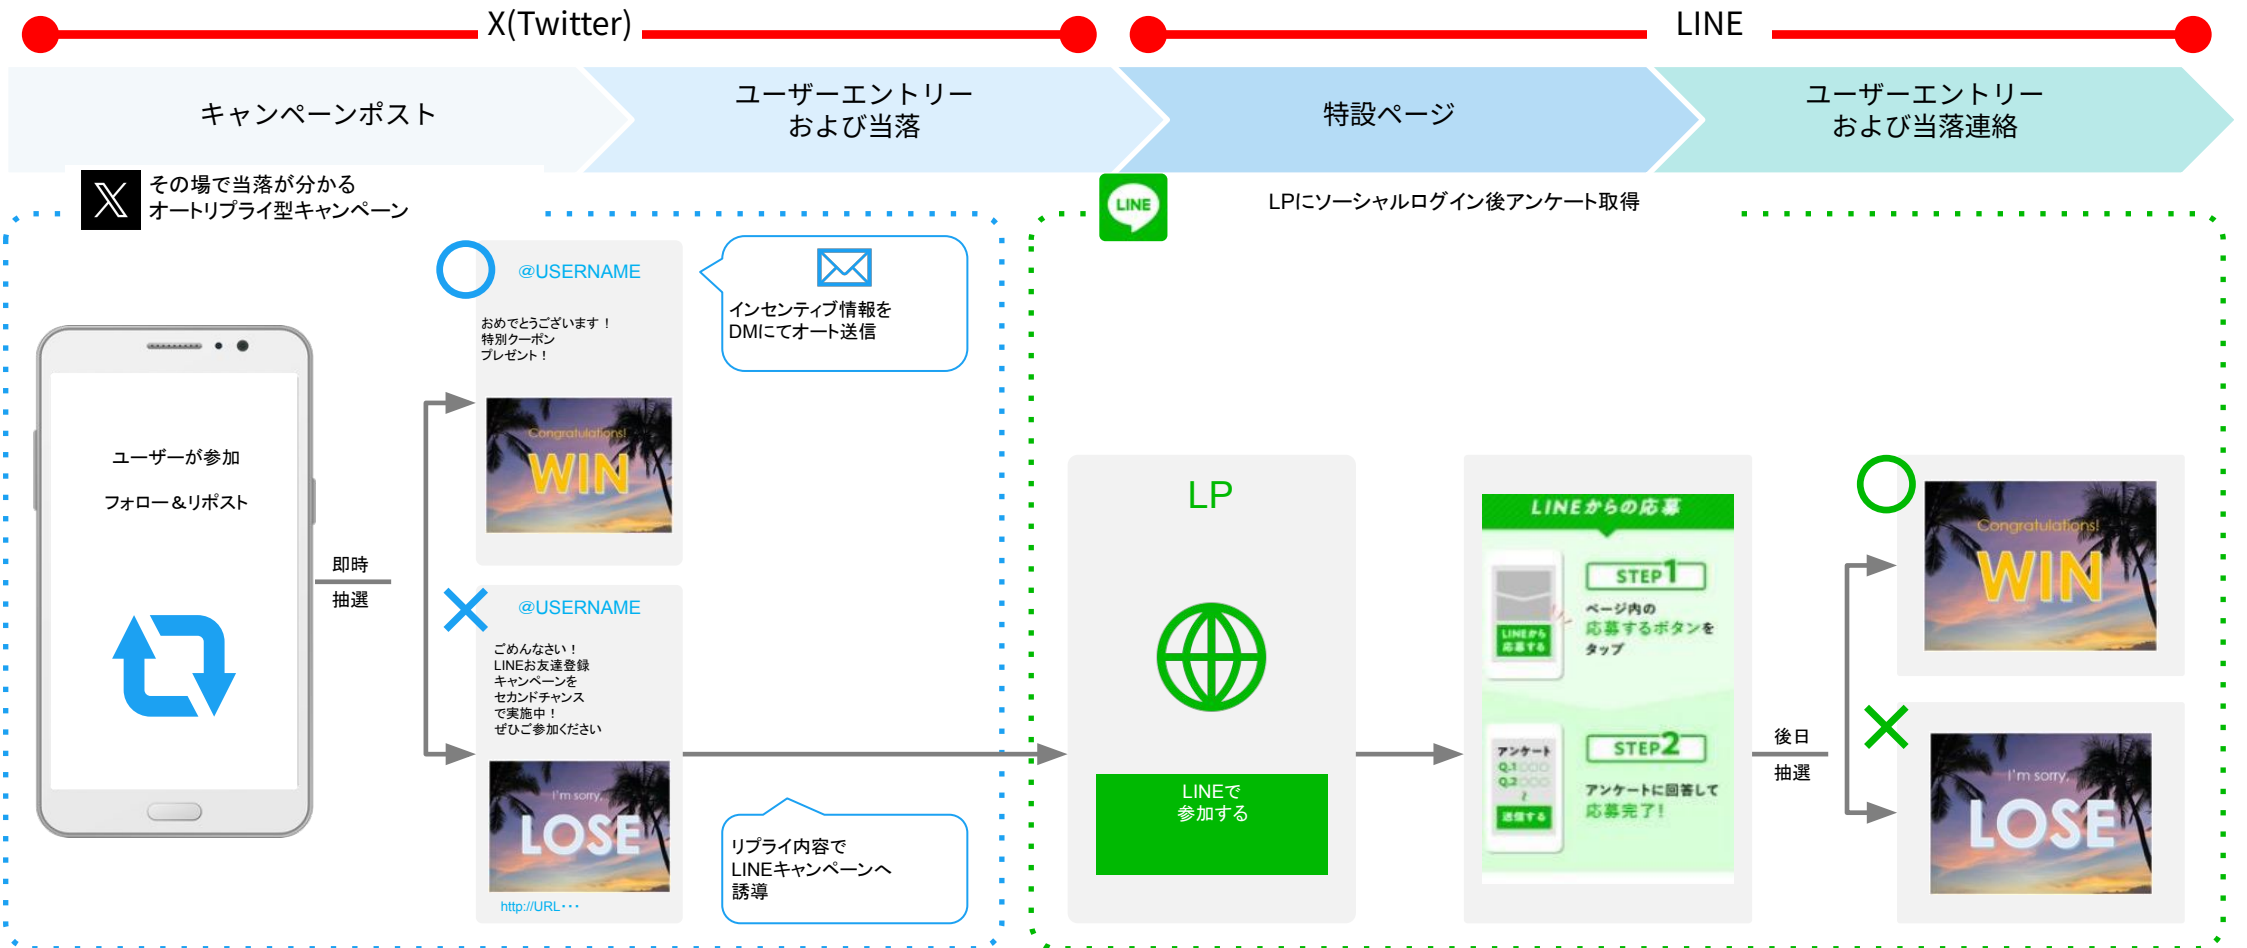 X(Twitter)
LINE
キャンペーンポスト
ユーザーエントリー
および当落
特設ページ
ユーザーエントリー
および当落連絡
その場で当落が分かる
オートリプライ型キャンペーン
LINE
LPにソーシャルログイン後アンケート取得
ユーザーが参加
フォロー＆リポスト
即時
抽選
@USERNAME
おめでとうございます！
特別クーポン
プレゼント！
Congratulations!
WIN
インセンティブ情報を
DMにてオート送信
@USERNAME
ごめんなさい！
LINEお友達登録
キャンペーンを
セカンドチャンス
で実施中！
ぜひご参加ください
I'm sorry,
LOSE
http://URL・・・
リプライ内容で
LINEキャンペーンへ
誘導
LP
LINEで
参加する
LINEからの応募
STEP1
ページ内の
応募するボタンを
タップ
LINEから
応募する
STEP2
アンケートに回答して
応募完了!
アンケート
Q.1○○○
Q.2○○○
～
送信する
後日
抽選
Congratulations!
WIN
I'm sorry,
LOSE